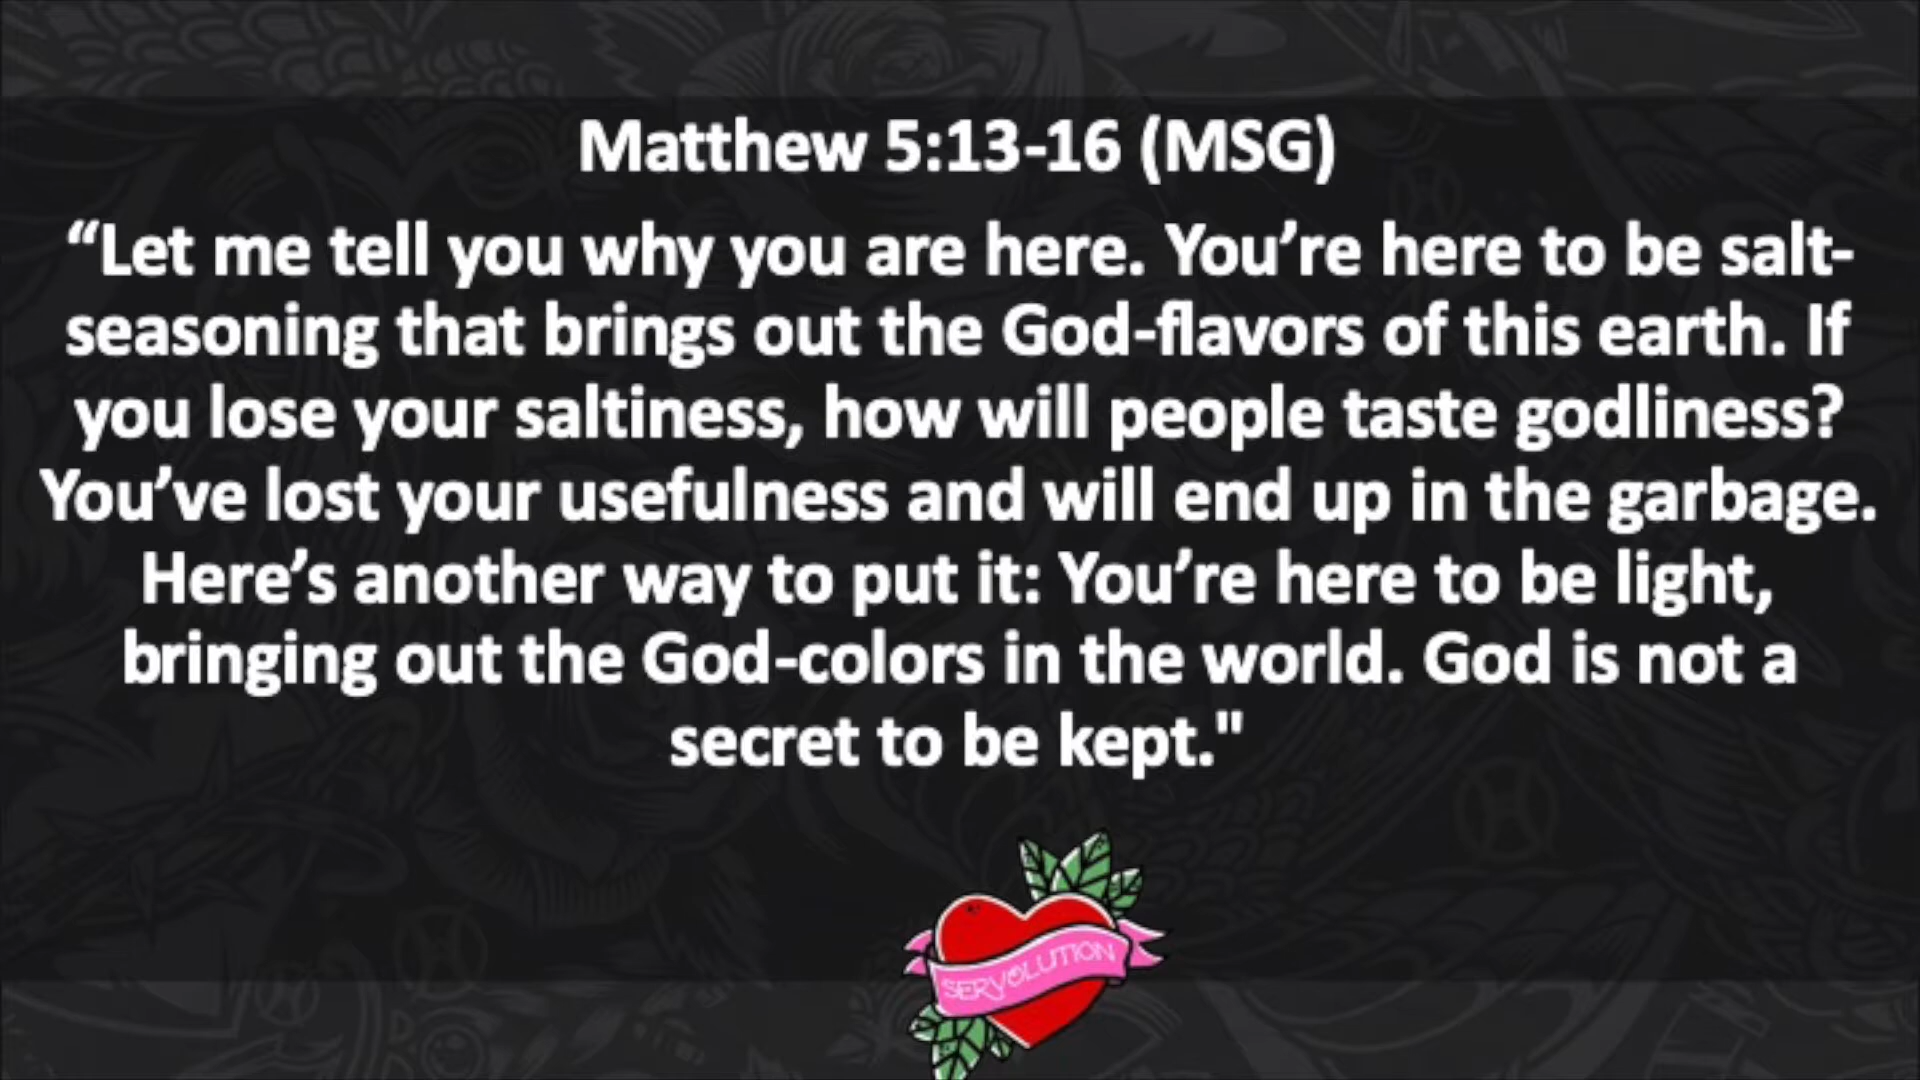 Matthew 5:13-16 (MSG)
“Let me tell you why you are here. You’re here to be salt-
seasoning that brings out the God-flavors of this earth. If
you lose your saltiness, how will people taste godliness?
You’ve lost your usefulness and will end up in the garbage.
Here’s another way to put it: You’re here to be light,
bringing out the God-colors in the world. God is not a
secret to be kept."
SERVOLUTION